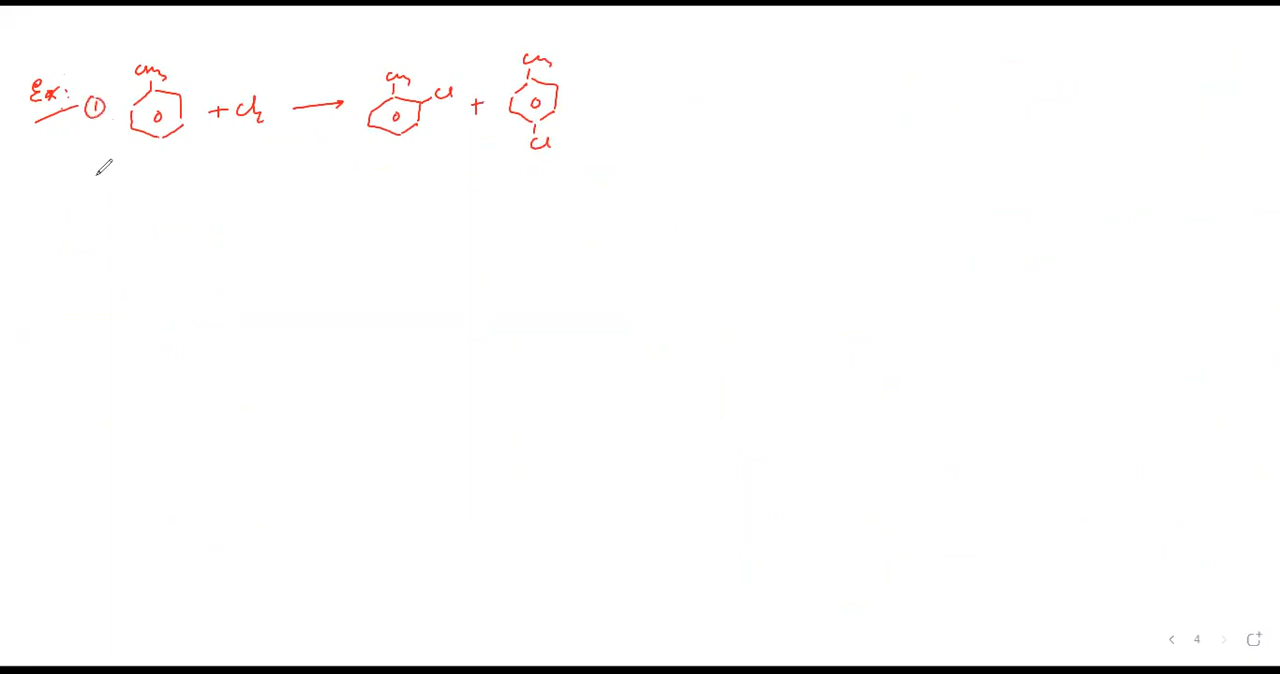 Ex: ① CH₃ + Cl₂ → CH₃ Cl + CH₃ Cl
4